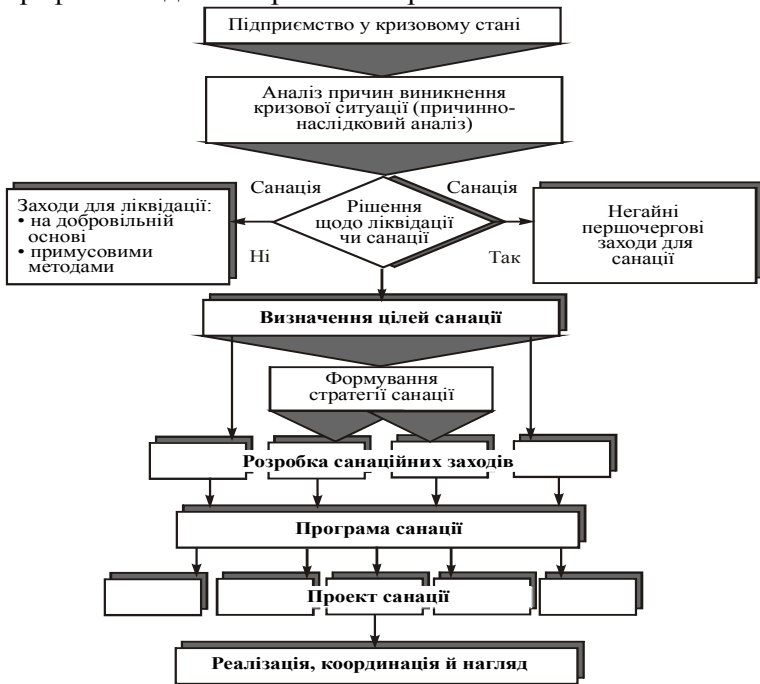 Підприємство у кризовому стані
Аналіз причин виникнення
кризової ситуації (причинно-
наслідковий аналіз)
Санація
Санація
Заходи для ліквідації:
• на добровільній
основі
• примусовими
методами
Рішення
щодо ліквідації
чи санації
Негайні
першочергові
заходи для
санації
Ні
Так
Визначення цілей санації
Формування
стратегії санації
Розробка санаційних заходів
Програма санації
Проект санації
Реалізація, координація й нагляд